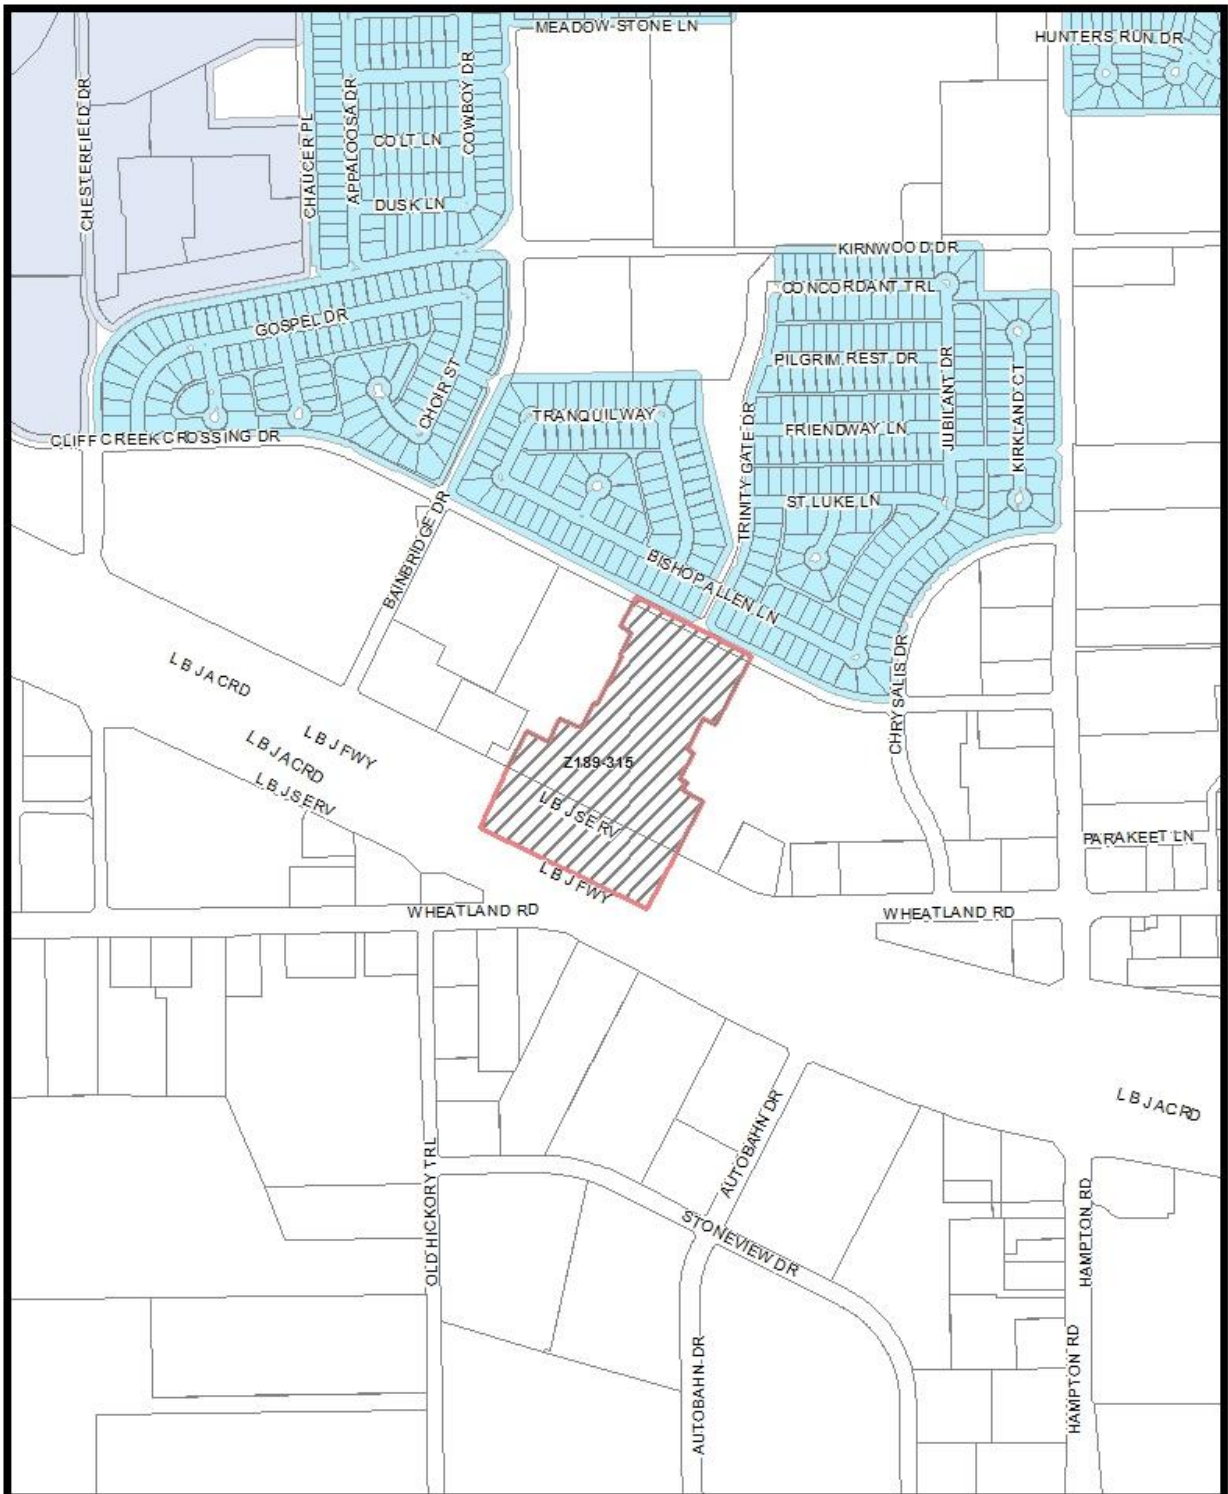 MEADOW STONE LN
HUNTERS RUN DR
CHESTERFIELD DR
CHAUCER PL
APPALOOSA DR
COWBOY DR
COLT LN
DUSK LN
KIRNWOOD DR
CONCORDANT TRL
GOSPEL DR
PILGRIM REST DR
JUBILANT DR
KIRKLAND CT
CHOIR ST
TRANQUIL WAY
TRINITY GATE DR
FRIENDWAY LN
CLIFF CREEK CROSSING DR
ST LUKE LN
BAINBRIDGE DR
BISHOP ALLEN LN
CHRYSALIS DR
L B J ACRD
L B J FWY
L B J ACRD
L B J SERV
Z189-315
L B J SERV
L B J FWY
PARAKEET LN
WHEATLAND RD
WHEATLAND RD
L B J ACRD
AUTOBAHN DR
OLD HICKORY TRL
STONEVIEW DR
HAMPTON RD
AUTOBAHN DR
HAMPTON RD